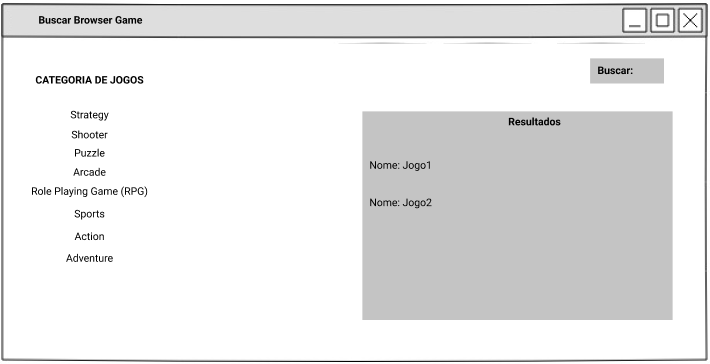 Buscar Browser Game
CATEGORIA DE JOGOS
Strategy
Shooter
Puzzle
Arcade
Role Playing Game (RPG)
Sports
Action
Adventure
Buscar:
Resultados
Nome: Jogo1
Nome: Jogo2